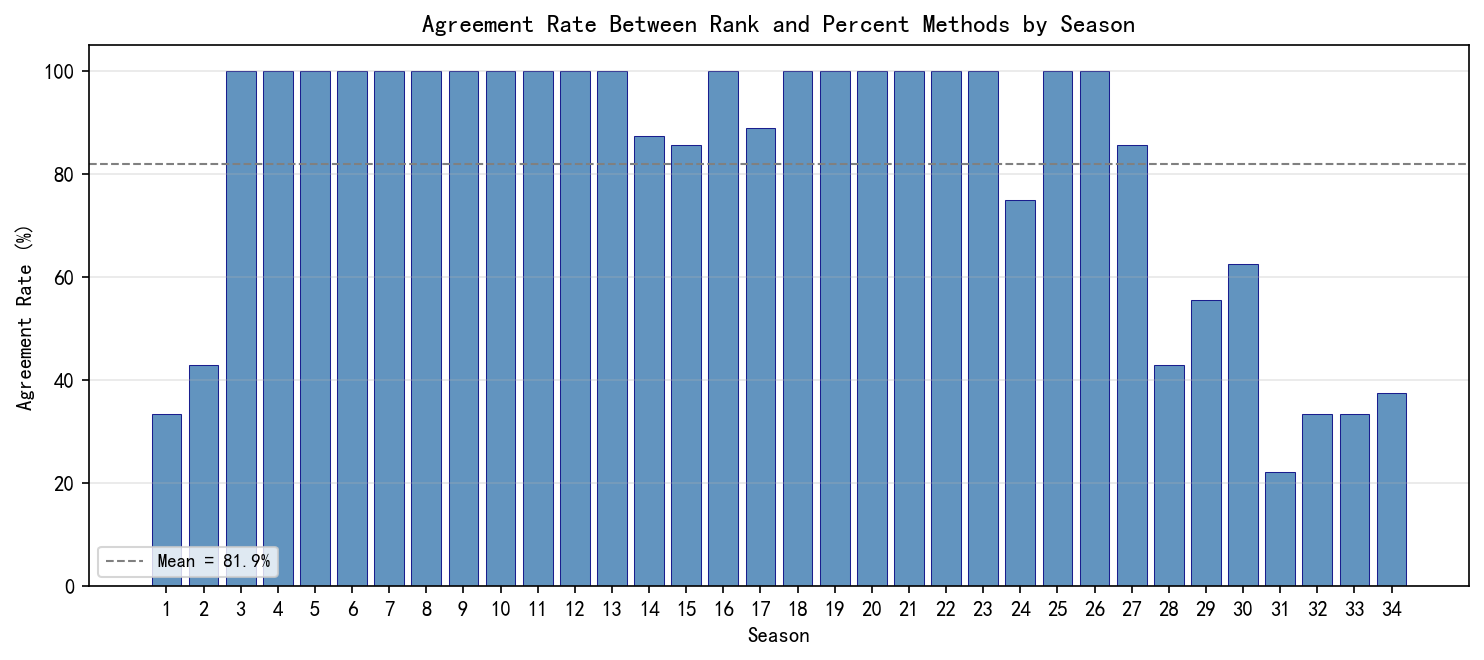 Agreement Rate Between Rank and Percent Methods by Season
Agreement Rate (%)
100
80
60
40
20
0
Mean = 81.9%
1 2 3 4 5 6 7 8 9 10 11 12 13 14 15 16 17 18 19 20 21 22 23 24 25 26 27 28 29 30 31 32 33 34
Season